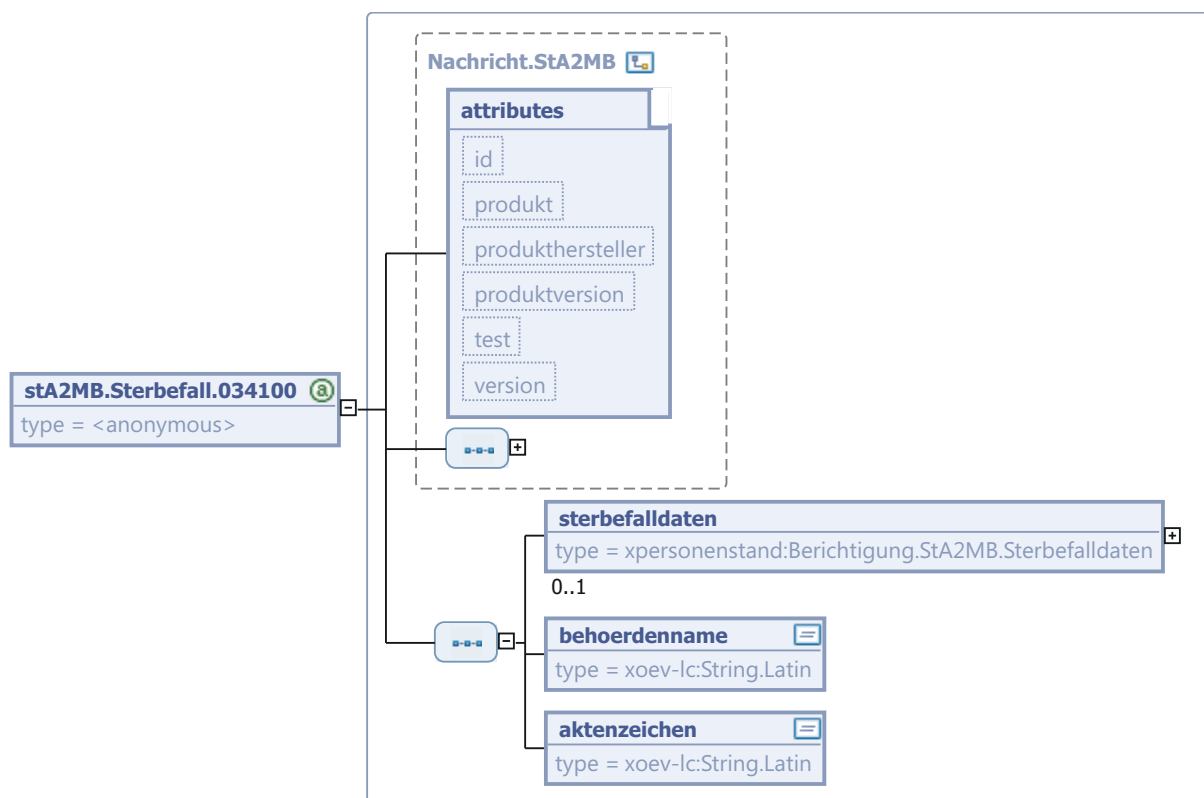 Nachricht.StA2MB
attributes
id
produkt
produkthersteller
produktversion
test
version
stA2MB.Sterbefall.034100
type = <anonymous>
sterbefalldaten
type = xpersonenstand:Berichtigung.StA2MB.Sterbefalldaten
0..1
behoerdenname
type = xoev-lc:String.Latin
aktenzeichen
type = xoev-lc:String.Latin